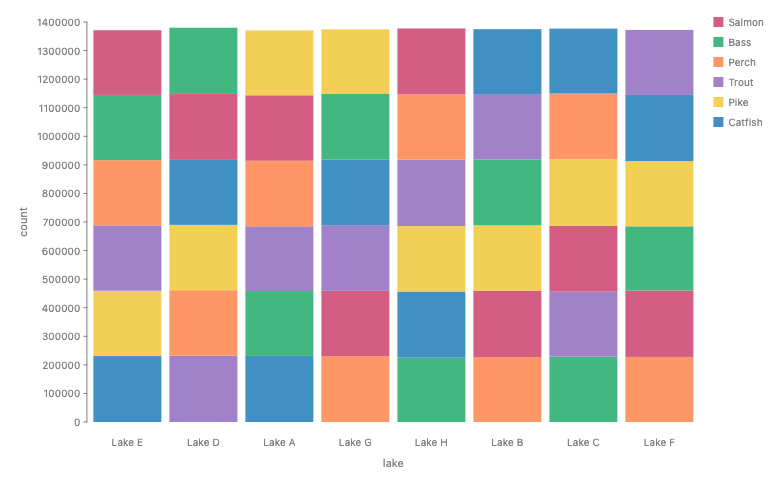 1400000
1300000
1200000
1100000
1000000
900000
800000
700000
600000
500000
400000
300000
200000
100000
0
count
Lake E Lake D Lake A Lake G Lake H Lake B Lake C Lake F
lake
Salmon
Bass
Perch
Trout
Pike
Catfish